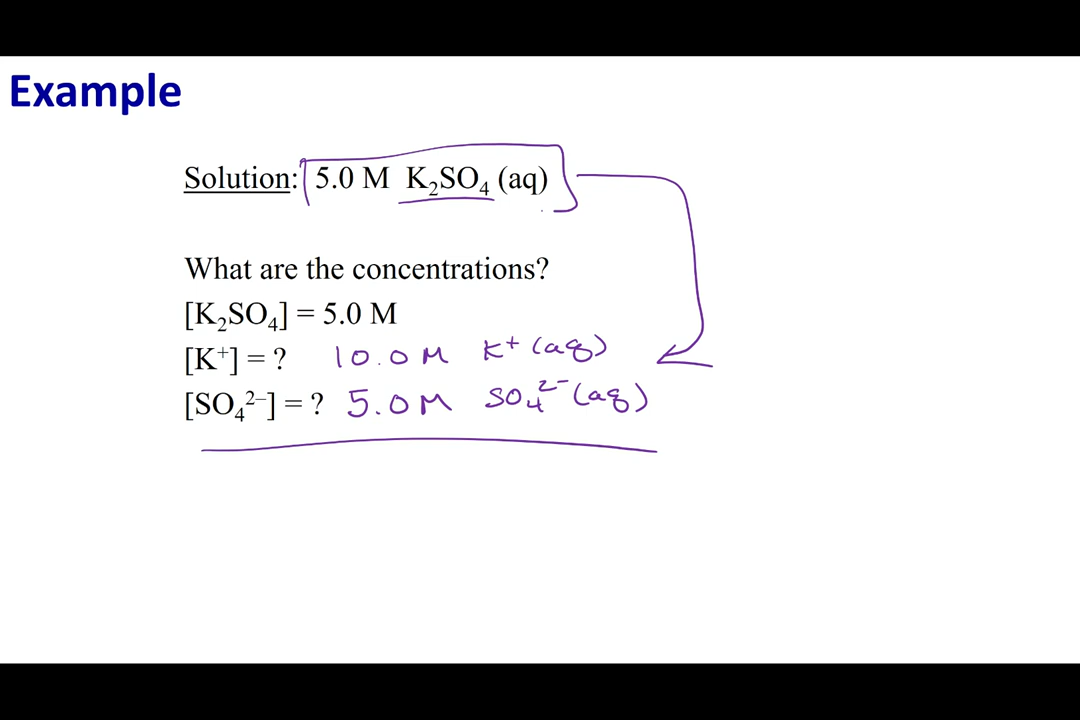 Example
Solution: 5.0 M K₂SO₄ (aq)
What are the concentrations?
[K₂SO₄] = 5.0 M
[K⁺] = ? 10.0 M K⁺ (aq)
[SO₄²⁻] = ? 5.0 M SO₄²⁻ (aq)